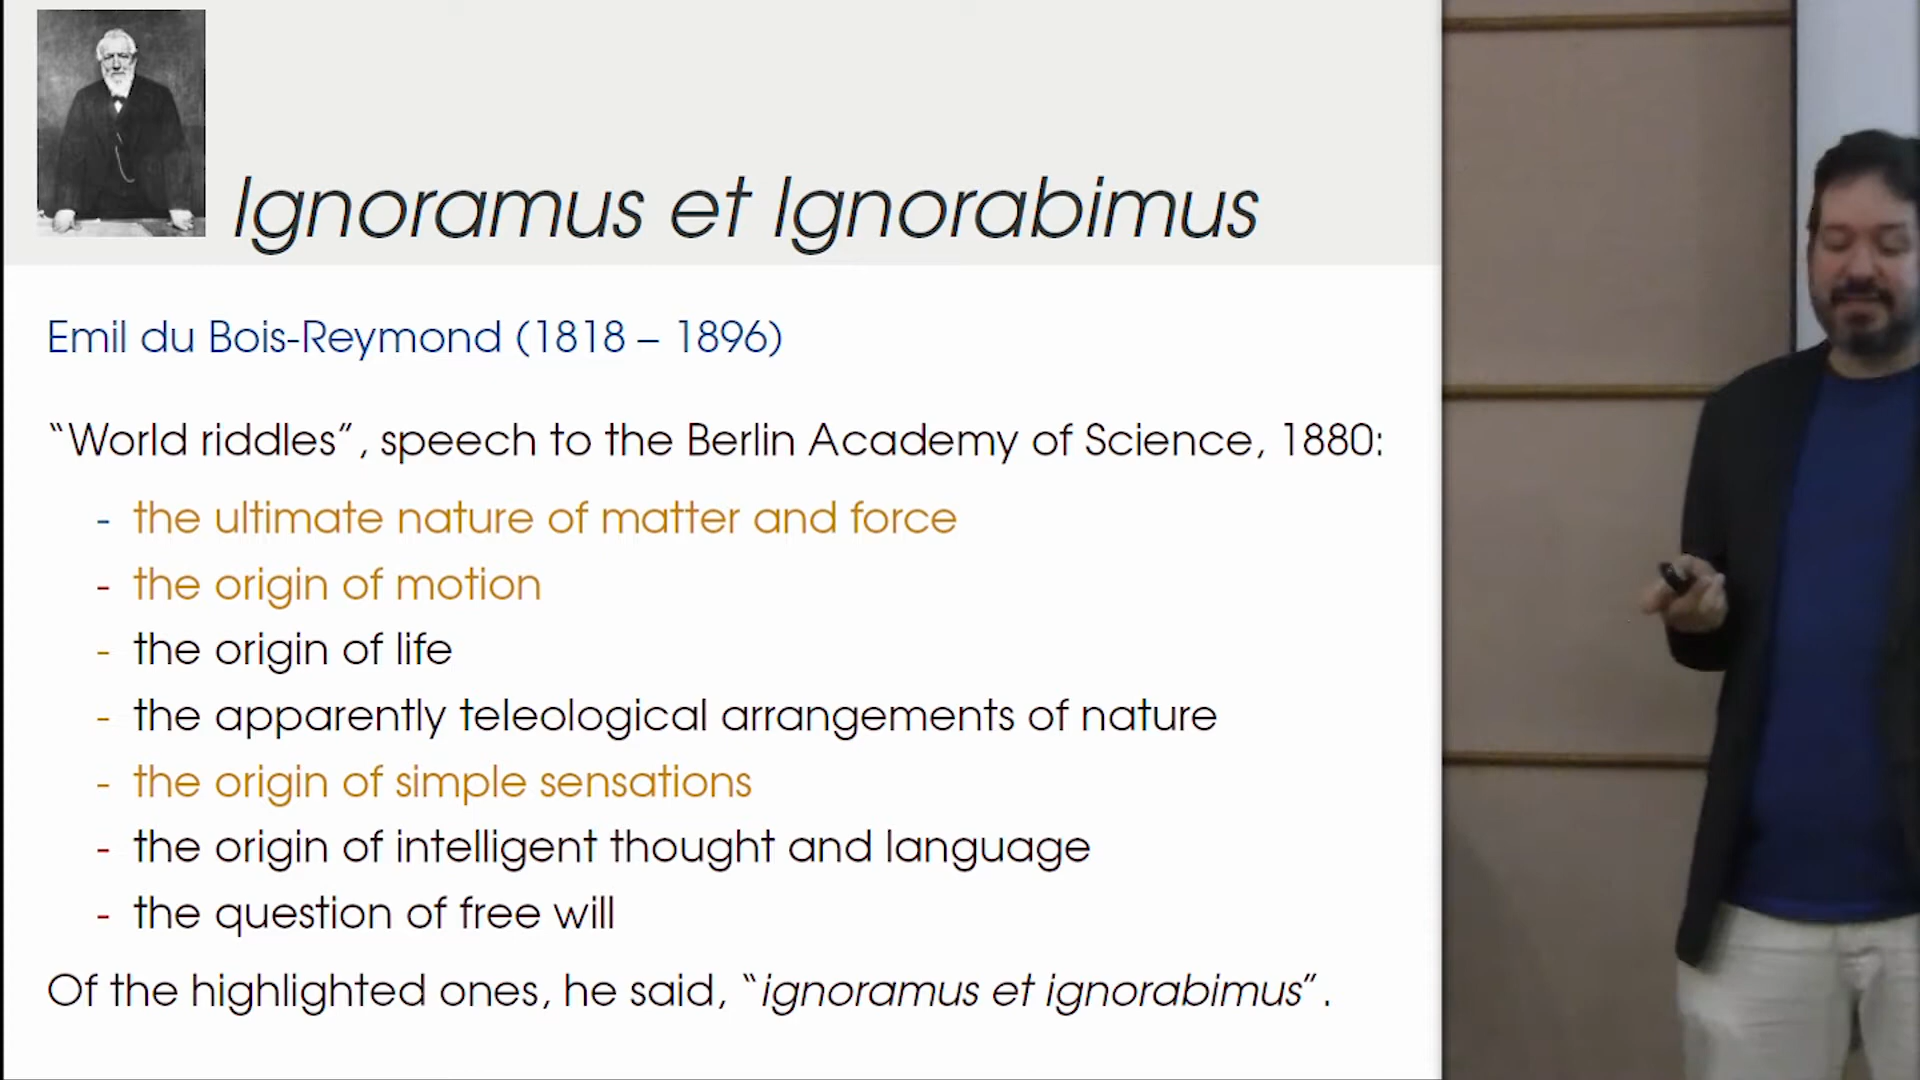 Ignoramus et Ignorabimus
Emil du Bois-Reymond (1818 – 1896)
“World riddles”, speech to the Berlin Academy of Science, 1880:
- the ultimate nature of matter and force
- the origin of motion
- the origin of life
- the apparently teleological arrangements of nature
- the origin of simple sensations
- the origin of intelligent thought and language
- the question of free will
Of the highlighted ones, he said, “ignoramus et ignorabimus”.